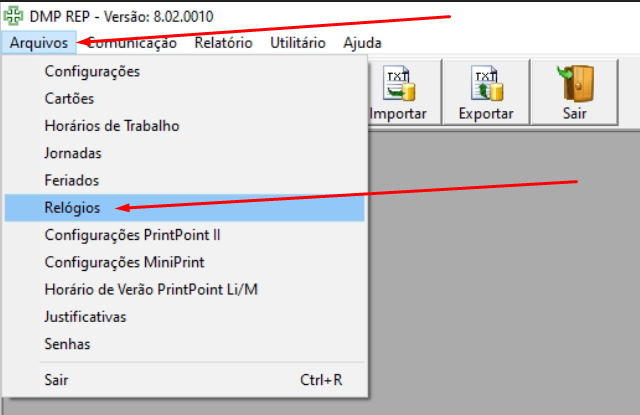 DMP REP - Versão: 8.02.0010
Arquivos Comunicação Relatório Utilitário Ajuda
TXT TXT
Importar Exportar Sair
Configurações
Cartões
Horários de Trabalho
Jornadas
Feriados
Relógios
Configurações PrintPoint II
Configurações MiniPrint
Horário de Verão PrintPoint Li/M
Justificativas
Senhas
Sair Ctrl+R